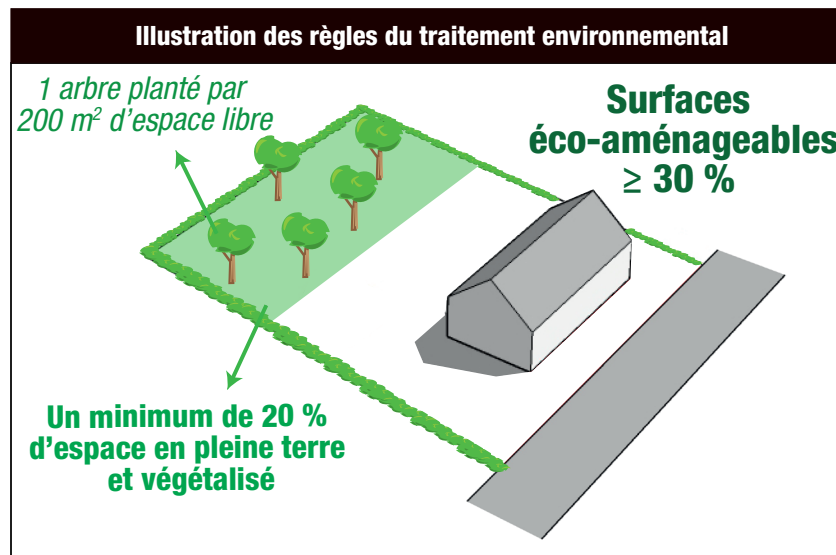 Illustration des règles du traitement environnemental
1 arbre planté par
200 m² d'espace libre
Surfaces
éco-aménageables
≥ 30 %
Un minimum de 20 %
d'espace en pleine terre
et végétalisé